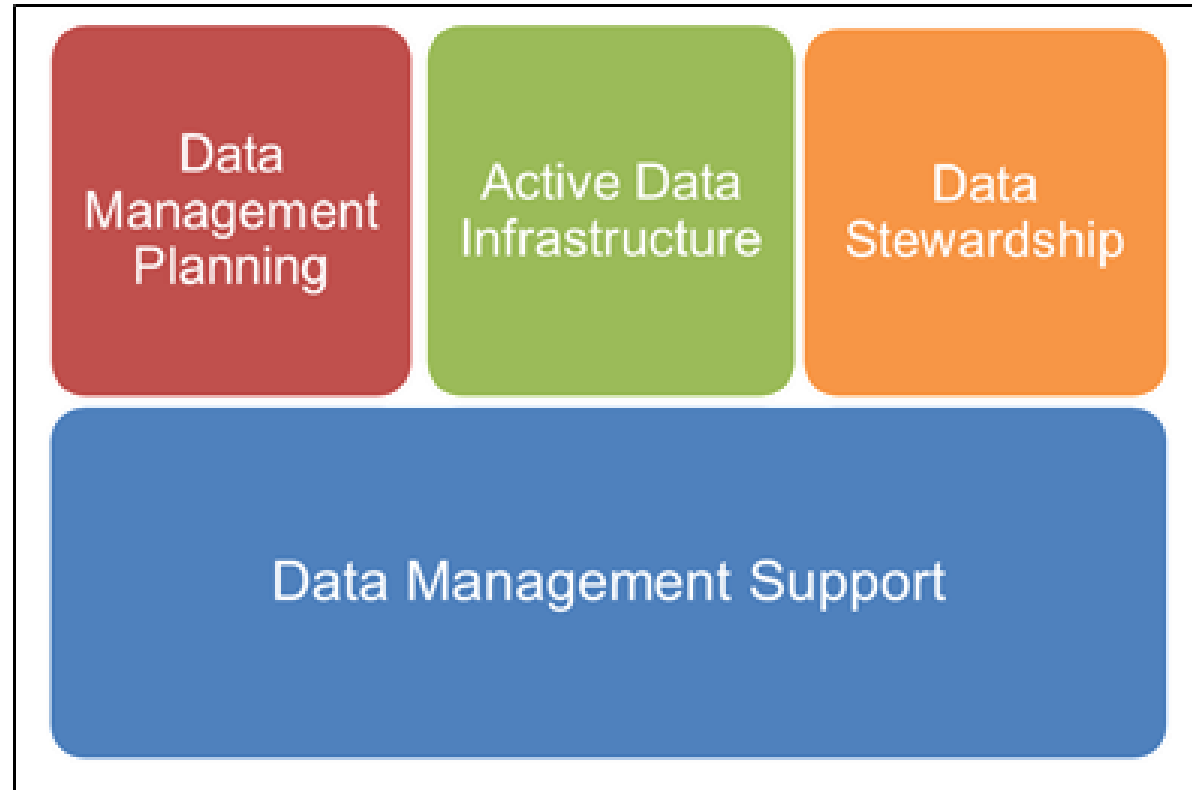 Data
Management
Planning
Active Data
Infrastructure
Data
Stewardship
Data Management Support